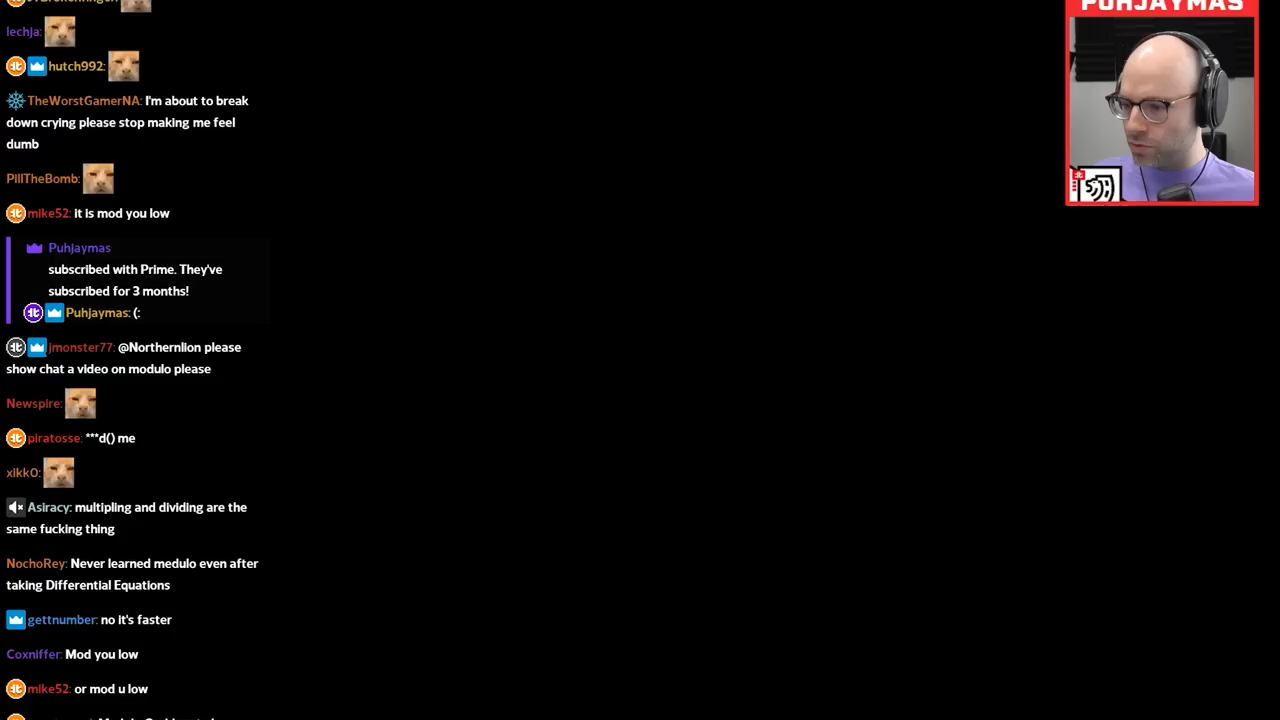 PUHJAYMAS
lechja:
hutch992:
TheWorstGamerNA: I'm about to break
down crying please stop making me feel
dumb
PillTheBomb:
mike52: it is mod you low
Puhjaymas
subscribed with Prime. They've
subscribed for 3 months!
Puhjaymas: (:
jmonster77: @Northernlion please
show chat a video on modulo please
Newspire:
piratosse: ***d() me
xikk0:
Asiracy: multipling and dividing are the
same fucking thing
NochoRey: Never learned medulo even after
taking Differential Equations
gettnumber: no it's faster
Coxniffer: Mod you low
mike52: or mod u low